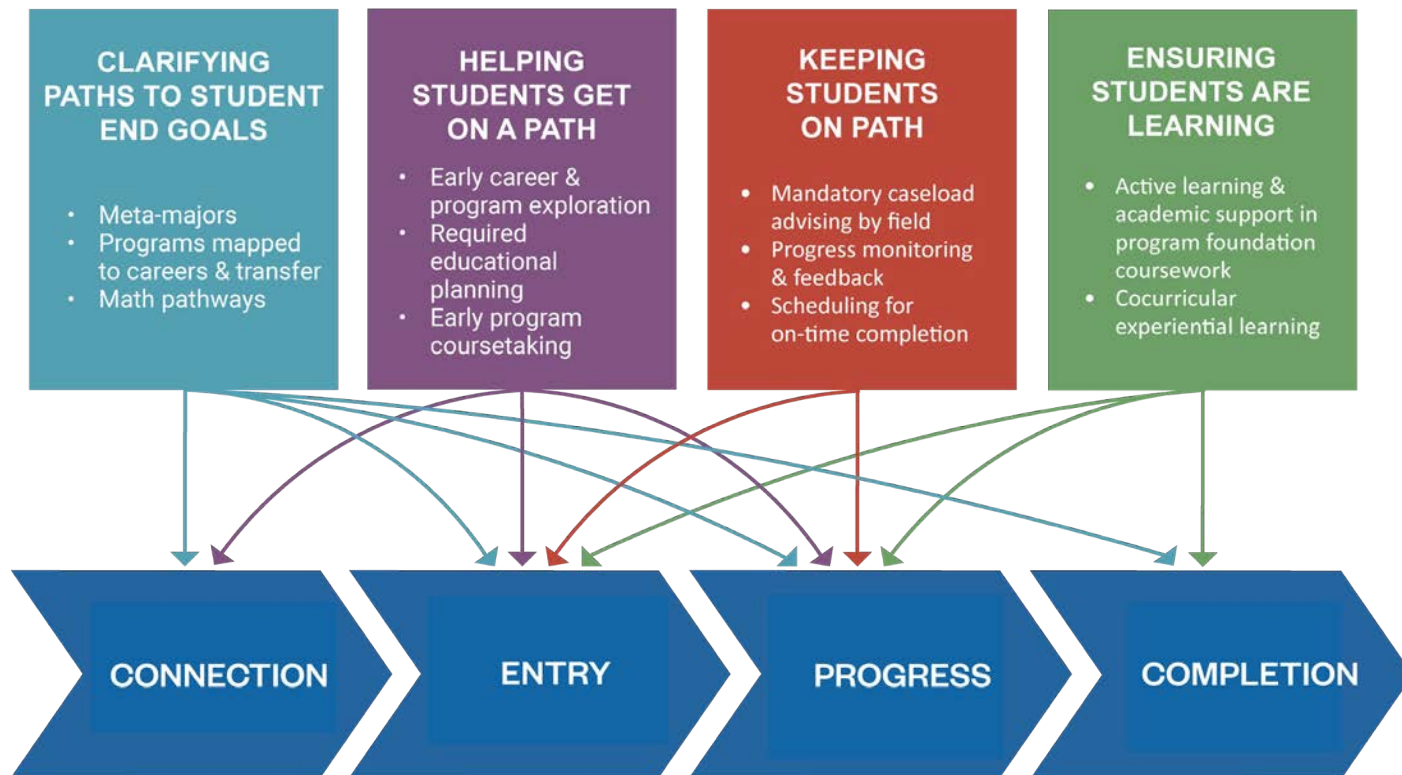 CLARIFYING
PATHS TO STUDENT
END GOALS
• Meta-majors
• Programs mapped
to careers & transfer
• Math pathways
HELPING
STUDENTS GET
ON A PATH
• Early career &
program exploration
• Required
educational
planning
• Early program
coursetaking
KEEPING
STUDENTS
ON PATH
• Mandatory caseload
advising by field
• Progress monitoring
& feedback
• Scheduling for
on-time completion
ENSURING
STUDENTS ARE
LEARNING
• Active learning &
academic support in
program foundation
coursework
• Cocurricular
experiential learning
CONNECTION
ENTRY
PROGRESS
COMPLETION